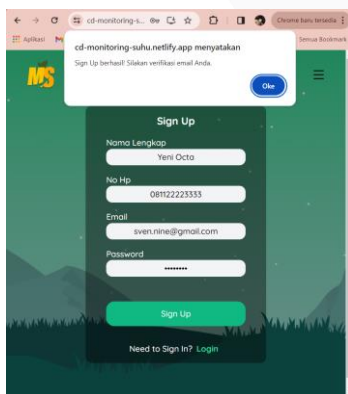 cd-monitoring-s...
Chrome baru tersedia
Aplikasi
Semua Bookmark
cd-monitoring-suhu.netlify.app menyatakan
Sign Up berhasil! Silakan verifikasi email Anda.
Oke
MS
Sign Up
Nama Lengkap
Yeni Octa
No Hp
081122223333
Email
sven.nine@gmail.com
Password
••••••••
Sign Up
Need to Sign In? Login